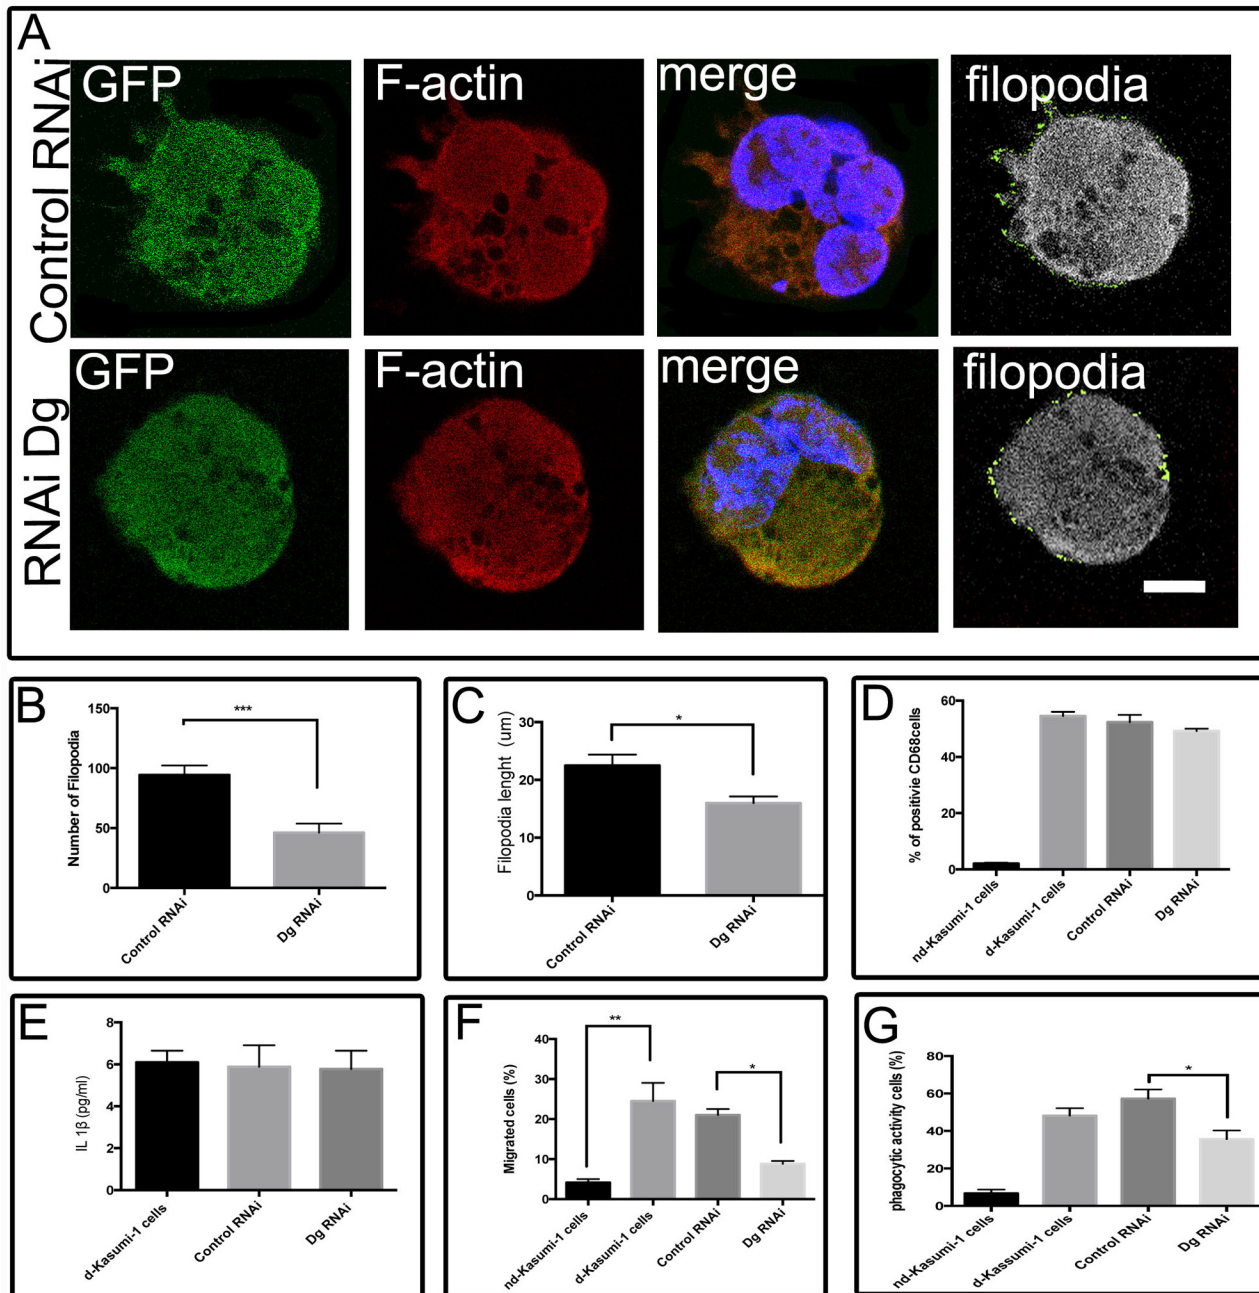 A
Control RNAi
GFP
F-actin
merge
filopodia
RNAi Dg
GFP
F-actin
merge
filopodia
B
Number of Filopodia
150
100
50
0
***
Control RNAi
Dg RNAi
C
Filopodia lenght (um)
30
20
10
0
*
Control RNAi
Dg RNAi
D
% of positivie CD68cells
60
40
20
0
nd-Kasumi-1 cells
d-Kasumi-1 cells
Control RNAi
Dg RNAi
E
IL 1β (pg/ml)
8
6
4
2
0
d-Kasumi-1 cells
Control RNAi
Dg RNAi
F
Migrated cells (%)
40
30
20
10
0
**
*
nd-Kasumi-1 cells
d-Kasumi-1 cells
Control RNAi
Dg RNAi
G
phagocytic activity cells (%)
80
60
40
20
0
*
nd-Kasumi-1 cells
d-Kassumi-1 cells
Control RNAi
Dg RNAi